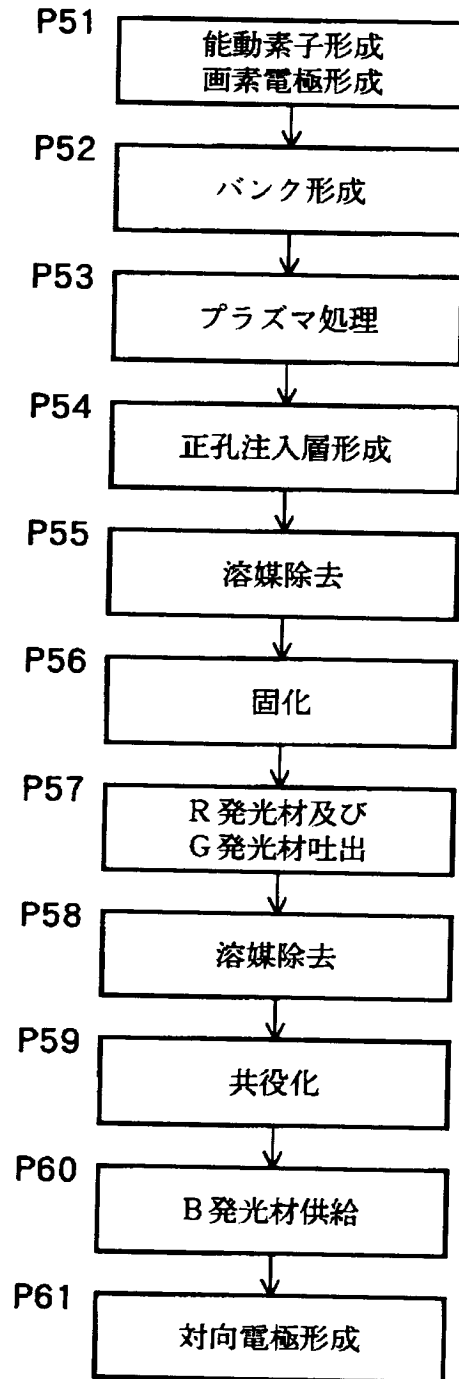 P51
能動素子形成
画素電極形成
P52
バンク形成
P53
プラズマ処理
P54
正孔注入層形成
P55
溶媒除去
P56
固化
P57
R発光材及び
G発光材吐出
P58
溶媒除去
P59
共役化
P60
B発光材供給
P61
対向電極形成